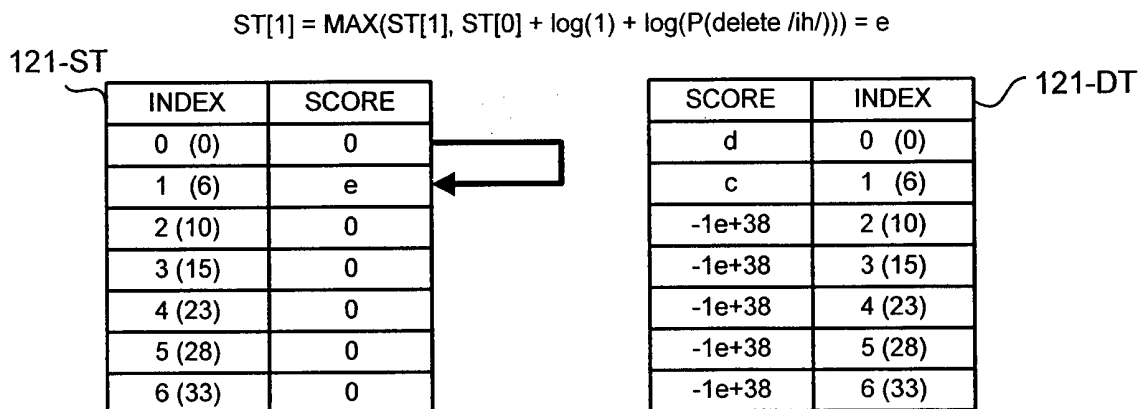 ST[1] = MAX(ST[1], ST[0] + log(1) + log(P(delete /ih/))) = e
121-ST
121-DT
INDEX SCORE SCORE INDEX
0 (0) 0 d 0 (0)
1 (6) e c 1 (6)
2 (10) 0 -1e+38 2 (10)
3 (15) 0 -1e+38 3 (15)
4 (23) 0 -1e+38 4 (23)
5 (28) 0 -1e+38 5 (28)
6 (33) 0 -1e+38 6 (33)